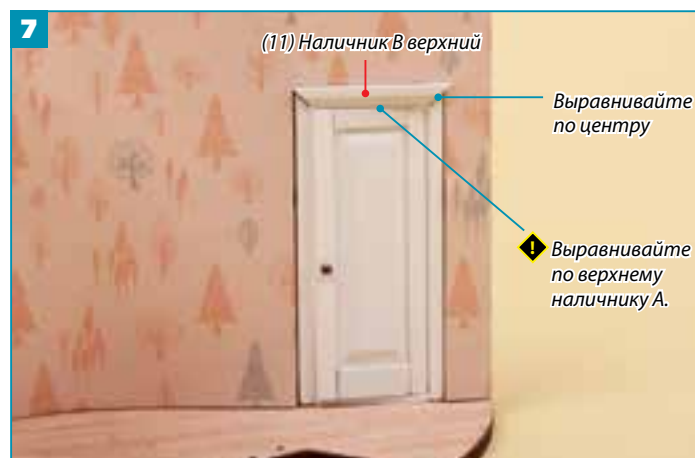 7
(11) Наличник В верхний
Выравнивайте
по центру
! Выравнивайте
по верхнему
наличнику А.